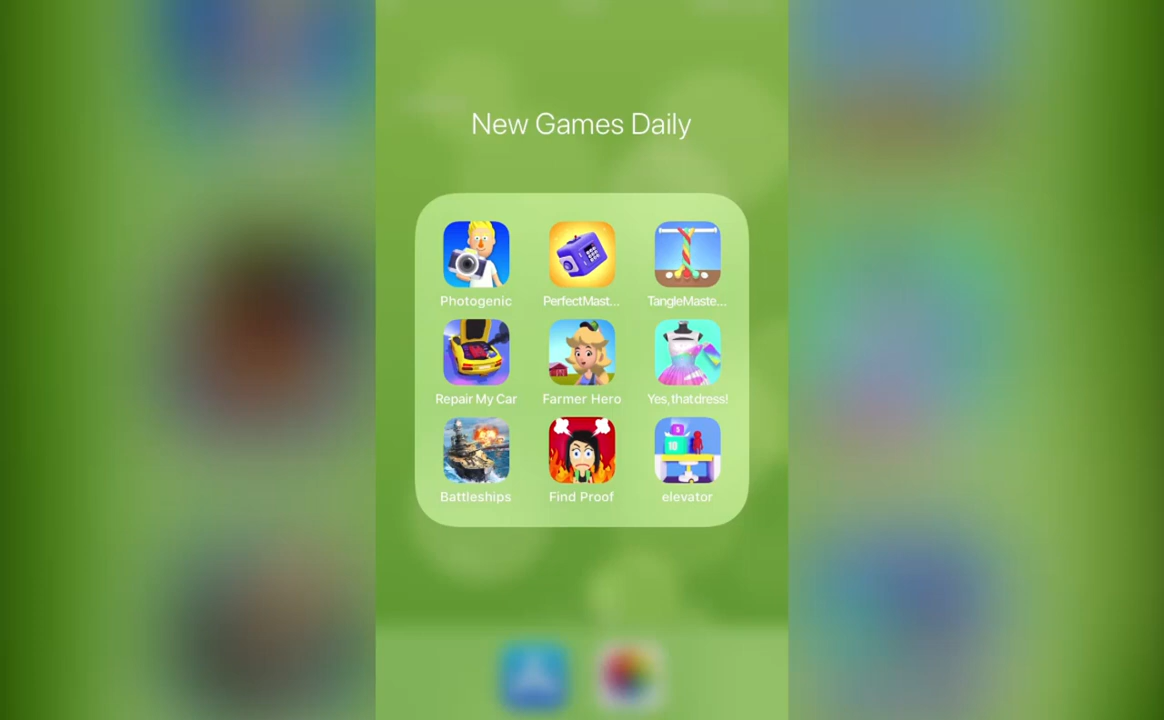 New Games Daily
Photogenic
PerfectMast...
TangleMaste...
Repair My Car
Farmer Hero
Yes, that dress!
Battleships
Find Proof
elevator